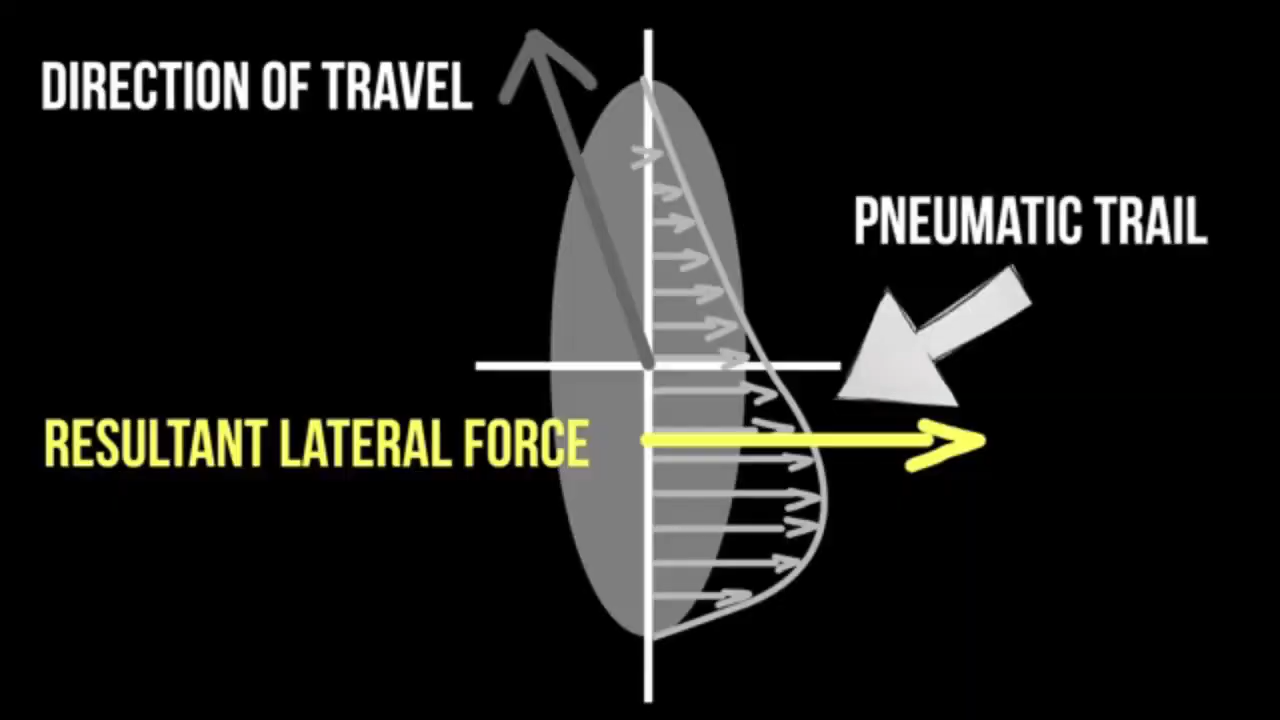 DIRECTION OF TRAVEL
PNEUMATIC TRAIL
RESULTANT LATERAL FORCE